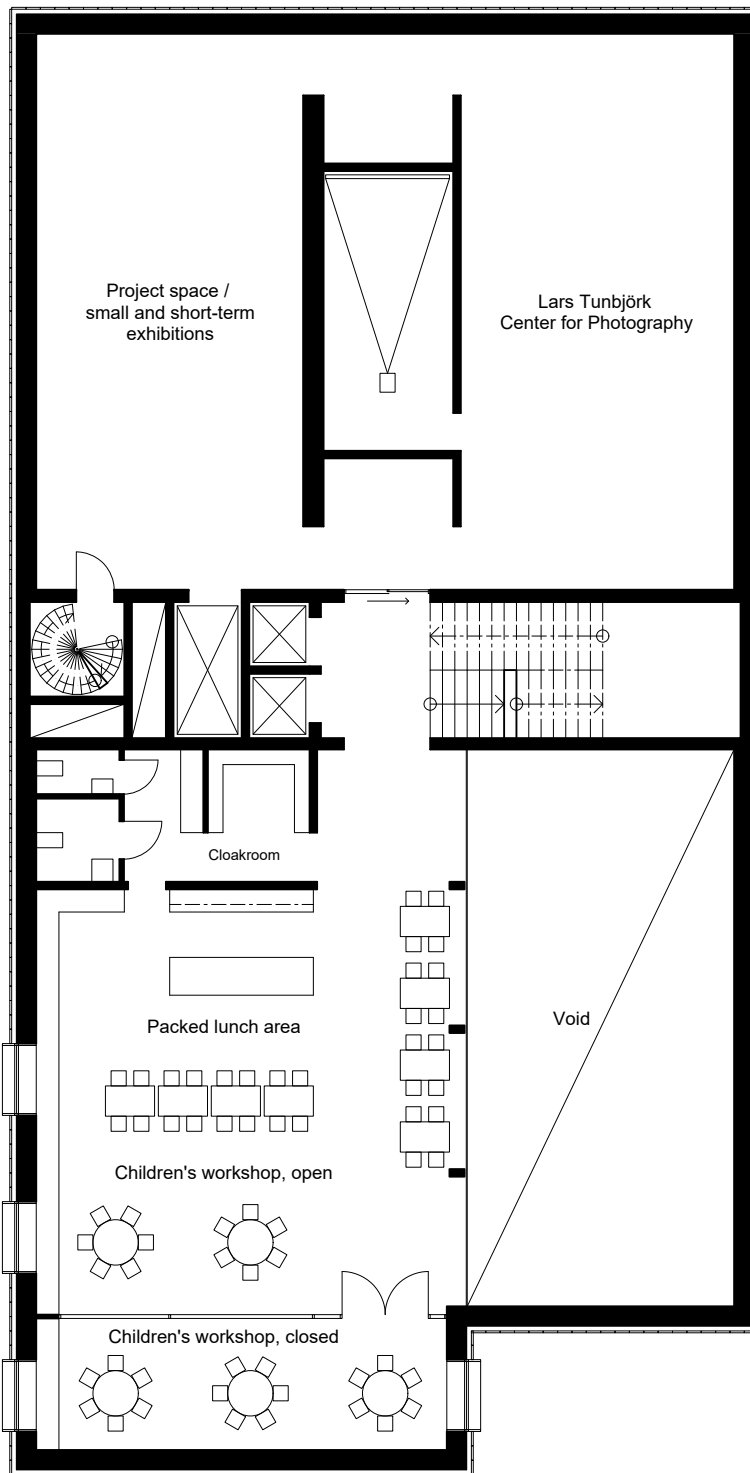 Project space /
small and short-term
exhibitions
Lars Tunbjörk
Center for Photography
Cloakroom
Packed lunch area
Void
Children's workshop, open
Children's workshop, closed